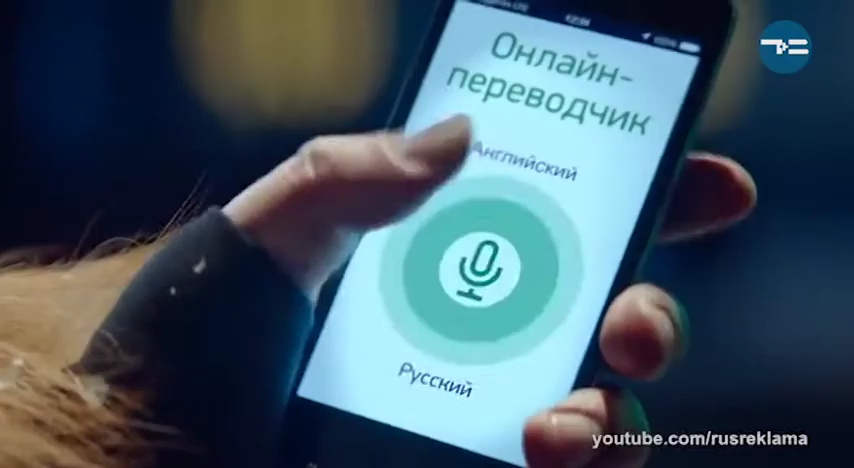 Онлайн-
переводчик
Английский
Русский
youtube.com/rusreklama